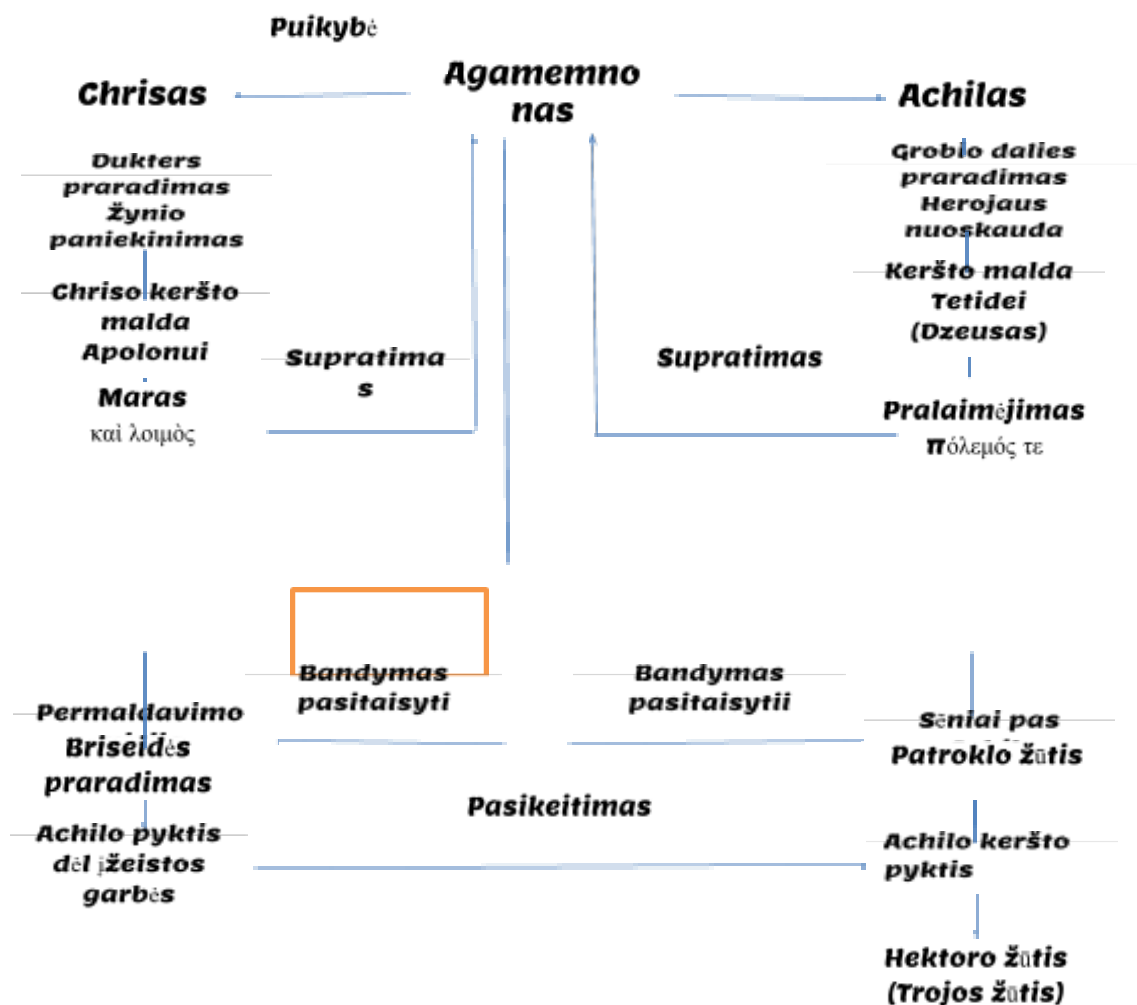 Puikybė
Agamemno
nas
Chrisas
Achilas
Dukters
praradimas
žynio
paniekinimas
Grobio dalies
praradimas
Herojaus
nuoskauda
Chriso keršto
malda
Apolonui
Keršto malda
Tetidei
(Dzeusas)
Supratima
s
Supratimas
Maras
καὶ λοιμὸς
Pralaimėjimas
πόλεμός τε
Bandymas
pasitaisyti
Bandymas
pasitaisytii
Permaldavimo
Briseidės
praradimas
Sėniai pas
Patroklo žūtis
Pasikeitimas
Achilo pyktis
dėl įžeistos
garbės
Achilo keršto
pyktis
Hektoro žūtis
(Trojos žūtis)